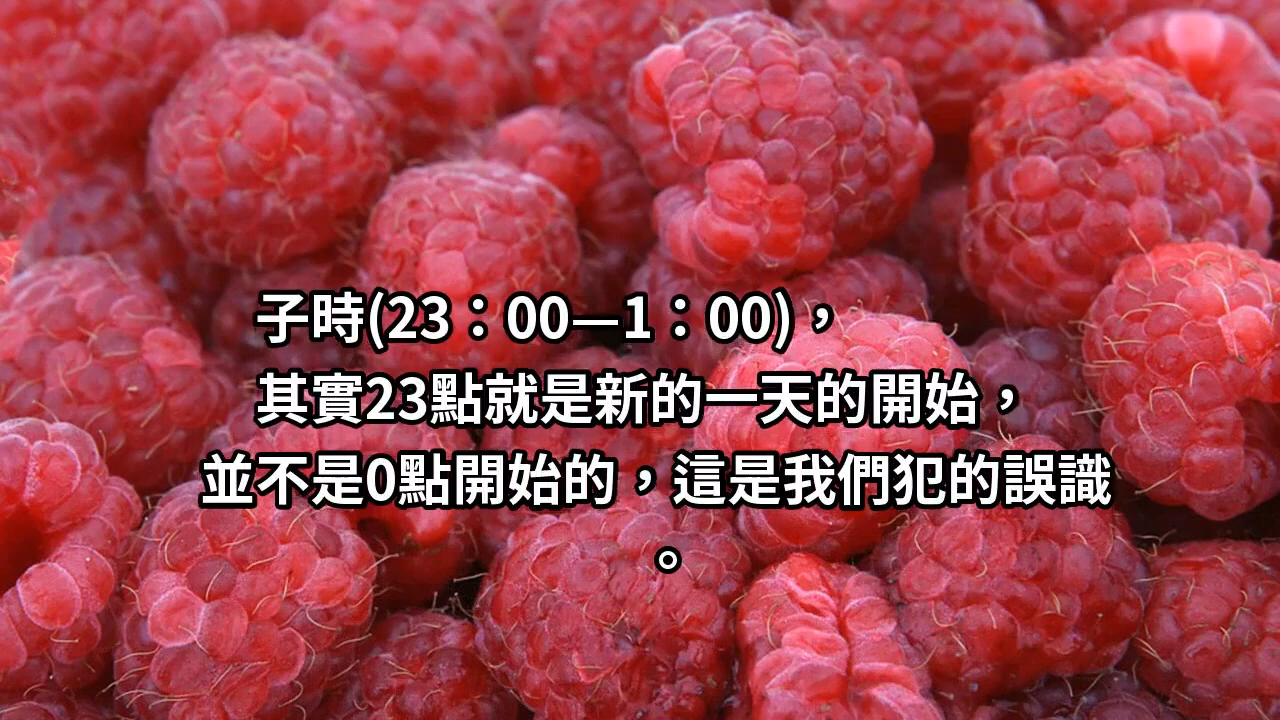 子時(23：00—1：00)，
其實23點就是新的一天的開始，
並不是0點開始的，這是我們犯的誤識
。